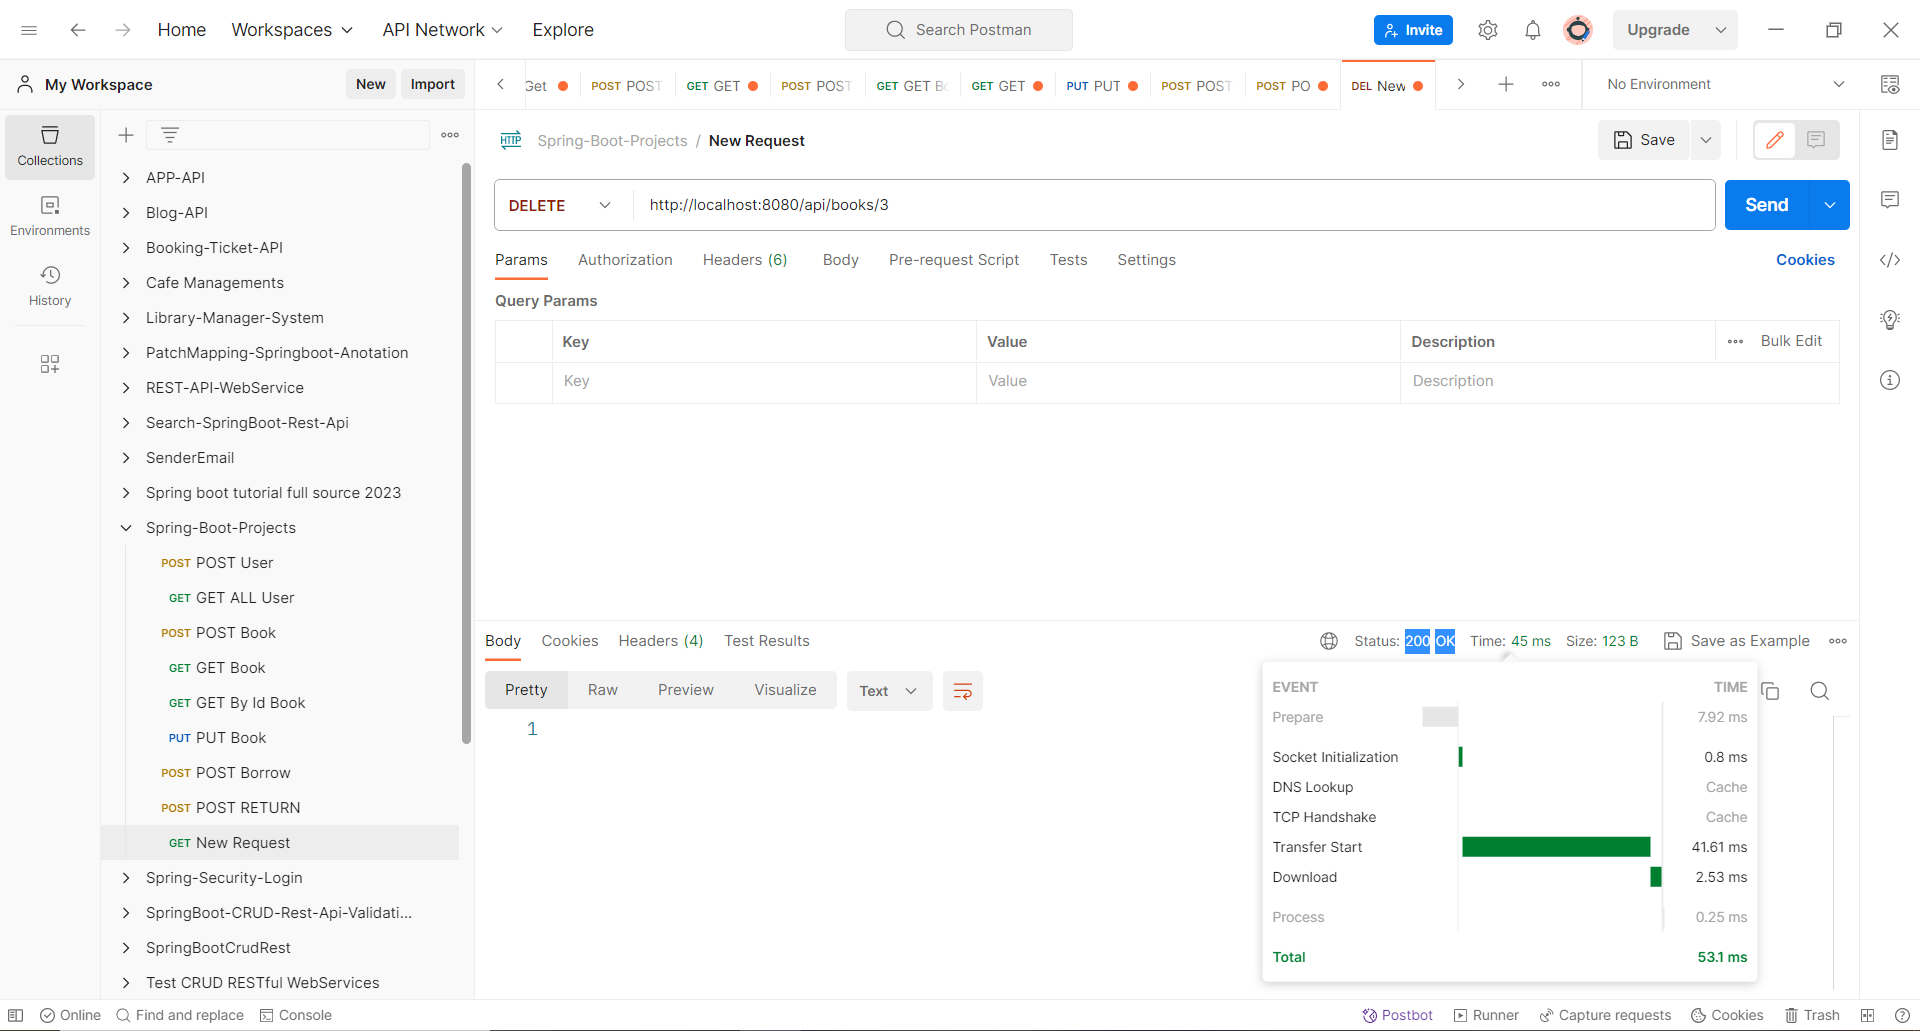 Home Workspaces API Network Explore Search Postman Invite Upgrade
My Workspace New Import
Get POST POST GET GET POST POST GET GET Bo GET GET PUT PUT POST POST POST PO DEL New No Environment
Collections
Environments
History
APP-API
Blog-API
Booking-Ticket-API
Cafe Managements
Library-Manager-System
PatchMapping-Springboot-Anotation
REST-API-WebService
Search-SpringBoot-Rest-Api
SenderEmail
Spring boot tutorial full source 2023
Spring-Boot-Projects
POST POST User
GET GET ALL User
POST POST Book
GET GET Book
GET GET By Id Book
PUT PUT Book
POST POST Borrow
POST POST RETURN
GET New Request
Spring-Security-Login
SpringBoot-CRUD-Rest-Api-Validati...
SpringBootCrudRest
Test CRUD RESTful WebServices
HTTP Spring-Boot-Projects / New Request Save
DELETE http://localhost:8080/api/books/3 Send
Params Authorization Headers (6) Body Pre-request Script Tests Settings Cookies
Query Params
Key Value Description Bulk Edit
Key Value Description
Body Cookies Headers (4) Test Results Status: 200 OK Time: 45 ms Size: 123 B Save as Example
Pretty Raw Preview Visualize Text
1
EVENT TIME
Prepare 7.92 ms
Socket Initialization 0.8 ms
DNS Lookup Cache
TCP Handshake Cache
Transfer Start 41.61 ms
Download 2.53 ms
Process 0.25 ms
Total 53.1 ms
Online Find and replace Console Postbot Runner Capture requests Cookies Trash